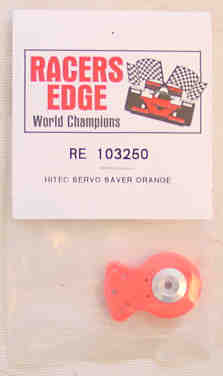 RACERS
EDGE
World Champions
RE 103250
HITEC SERVO SAVER ORANGE